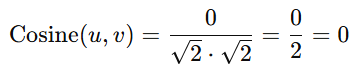 Cosine(u, v) = 0 / (√2 · √2) = 0/2 = 0